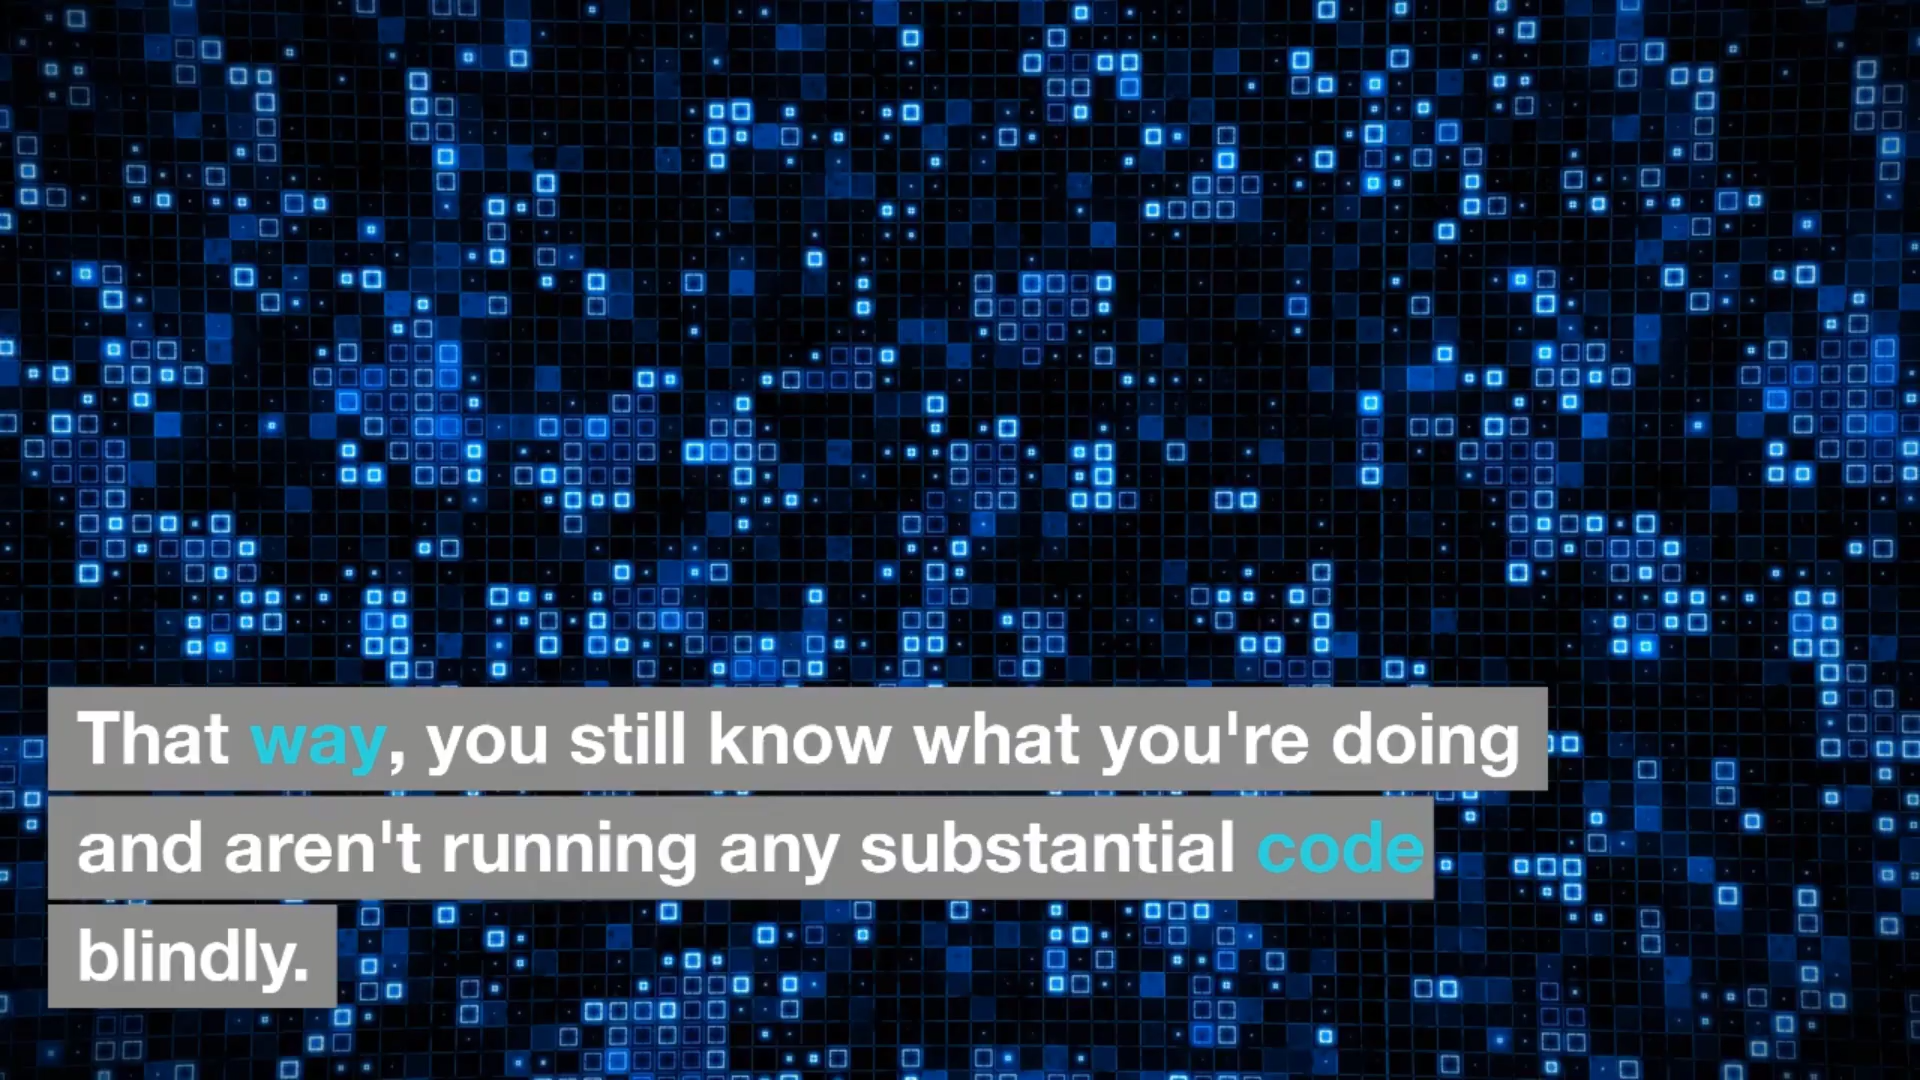 That way, you still know what you're doing
and aren't running any substantial code
blindly.